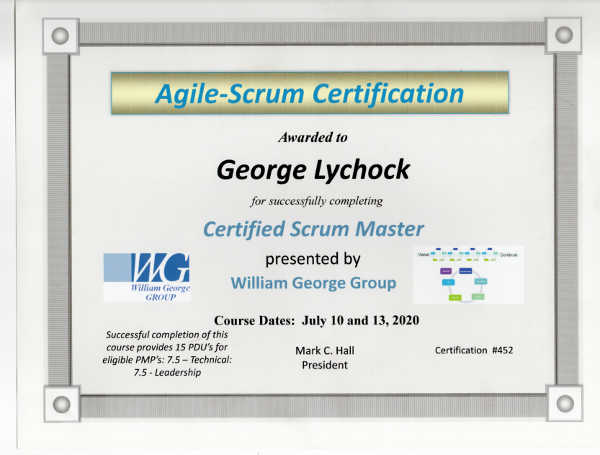 Agile-Scrum Certification
Awarded to
George Lychock
for successfully completing
Certified Scrum Master
presented by
William George Group
WG
William George
GROUP
Continue
Course Dates: July 10 and 13, 2020
Successful completion of this
course provides 15 PDU's for
eligible PMP's: 7.5 – Technical:
7.5 - Leadership
Mark C. Hall
President
Certification #452